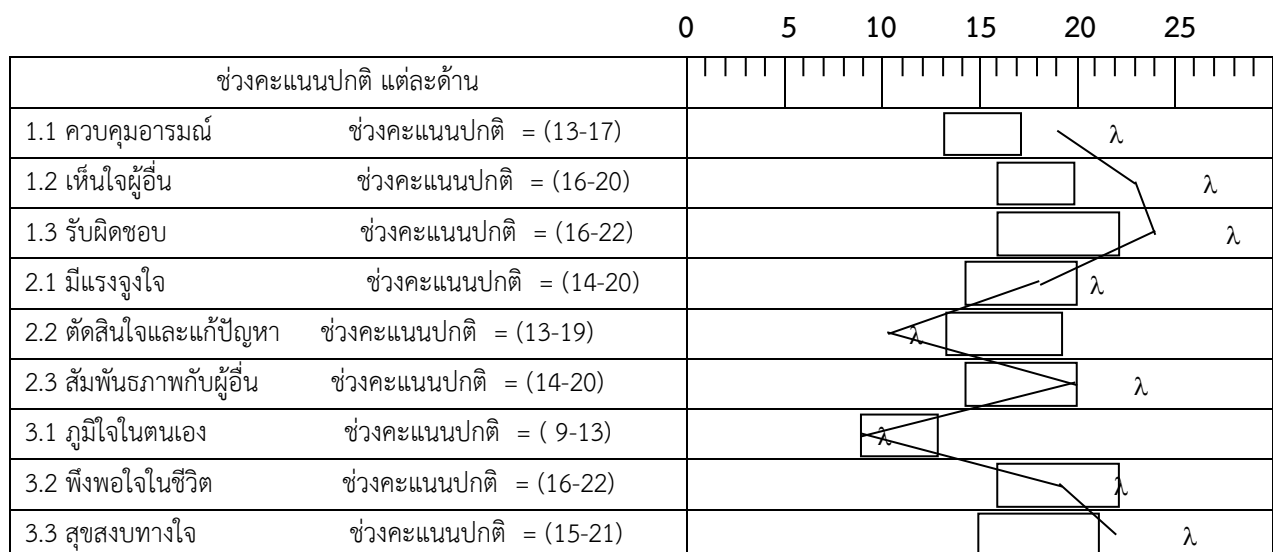 0 5 10 15 20 25
ช่วงคะแนนปกติ แต่ละด้าน
1.1 ควบคุมอารมณ์ ช่วงคะแนนปกติ = (13-17) λ
1.2 เห็นใจผู้อื่น ช่วงคะแนนปกติ = (16-20) λ
1.3 รับผิดชอบ ช่วงคะแนนปกติ = (16-22) λ
2.1 มีแรงจูงใจ ช่วงคะแนนปกติ = (14-20) λ
2.2 ตัดสินใจและแก้ปัญหา ช่วงคะแนนปกติ = (13-19) λ
2.3 สัมพันธภาพกับผู้อื่น ช่วงคะแนนปกติ = (14-20) λ
3.1 ภูมิใจในตนเอง ช่วงคะแนนปกติ = ( 9-13) λ
3.2 พึงพอใจในชีวิต ช่วงคะแนนปกติ = (16-22) λ
3.3 สุขสงบทางใจ ช่วงคะแนนปกติ = (15-21) λ